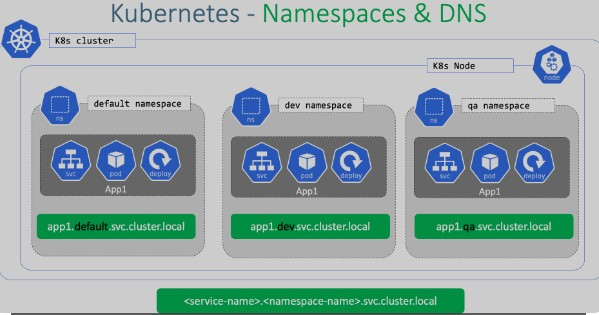 Kubernetes - Namespaces & DNS
K8s cluster
K8s Node
node
default namespace
ns
svc
pod
deploy
App1
app1.default.svc.cluster.local
dev namespace
ns
svc
pod
deploy
App1
app1.dev.svc.cluster.local
qa namespace
ns
svc
pod
deploy
App1
app1.qa.svc.cluster.local
<service-name>.<namespace-name>.svc.cluster.local